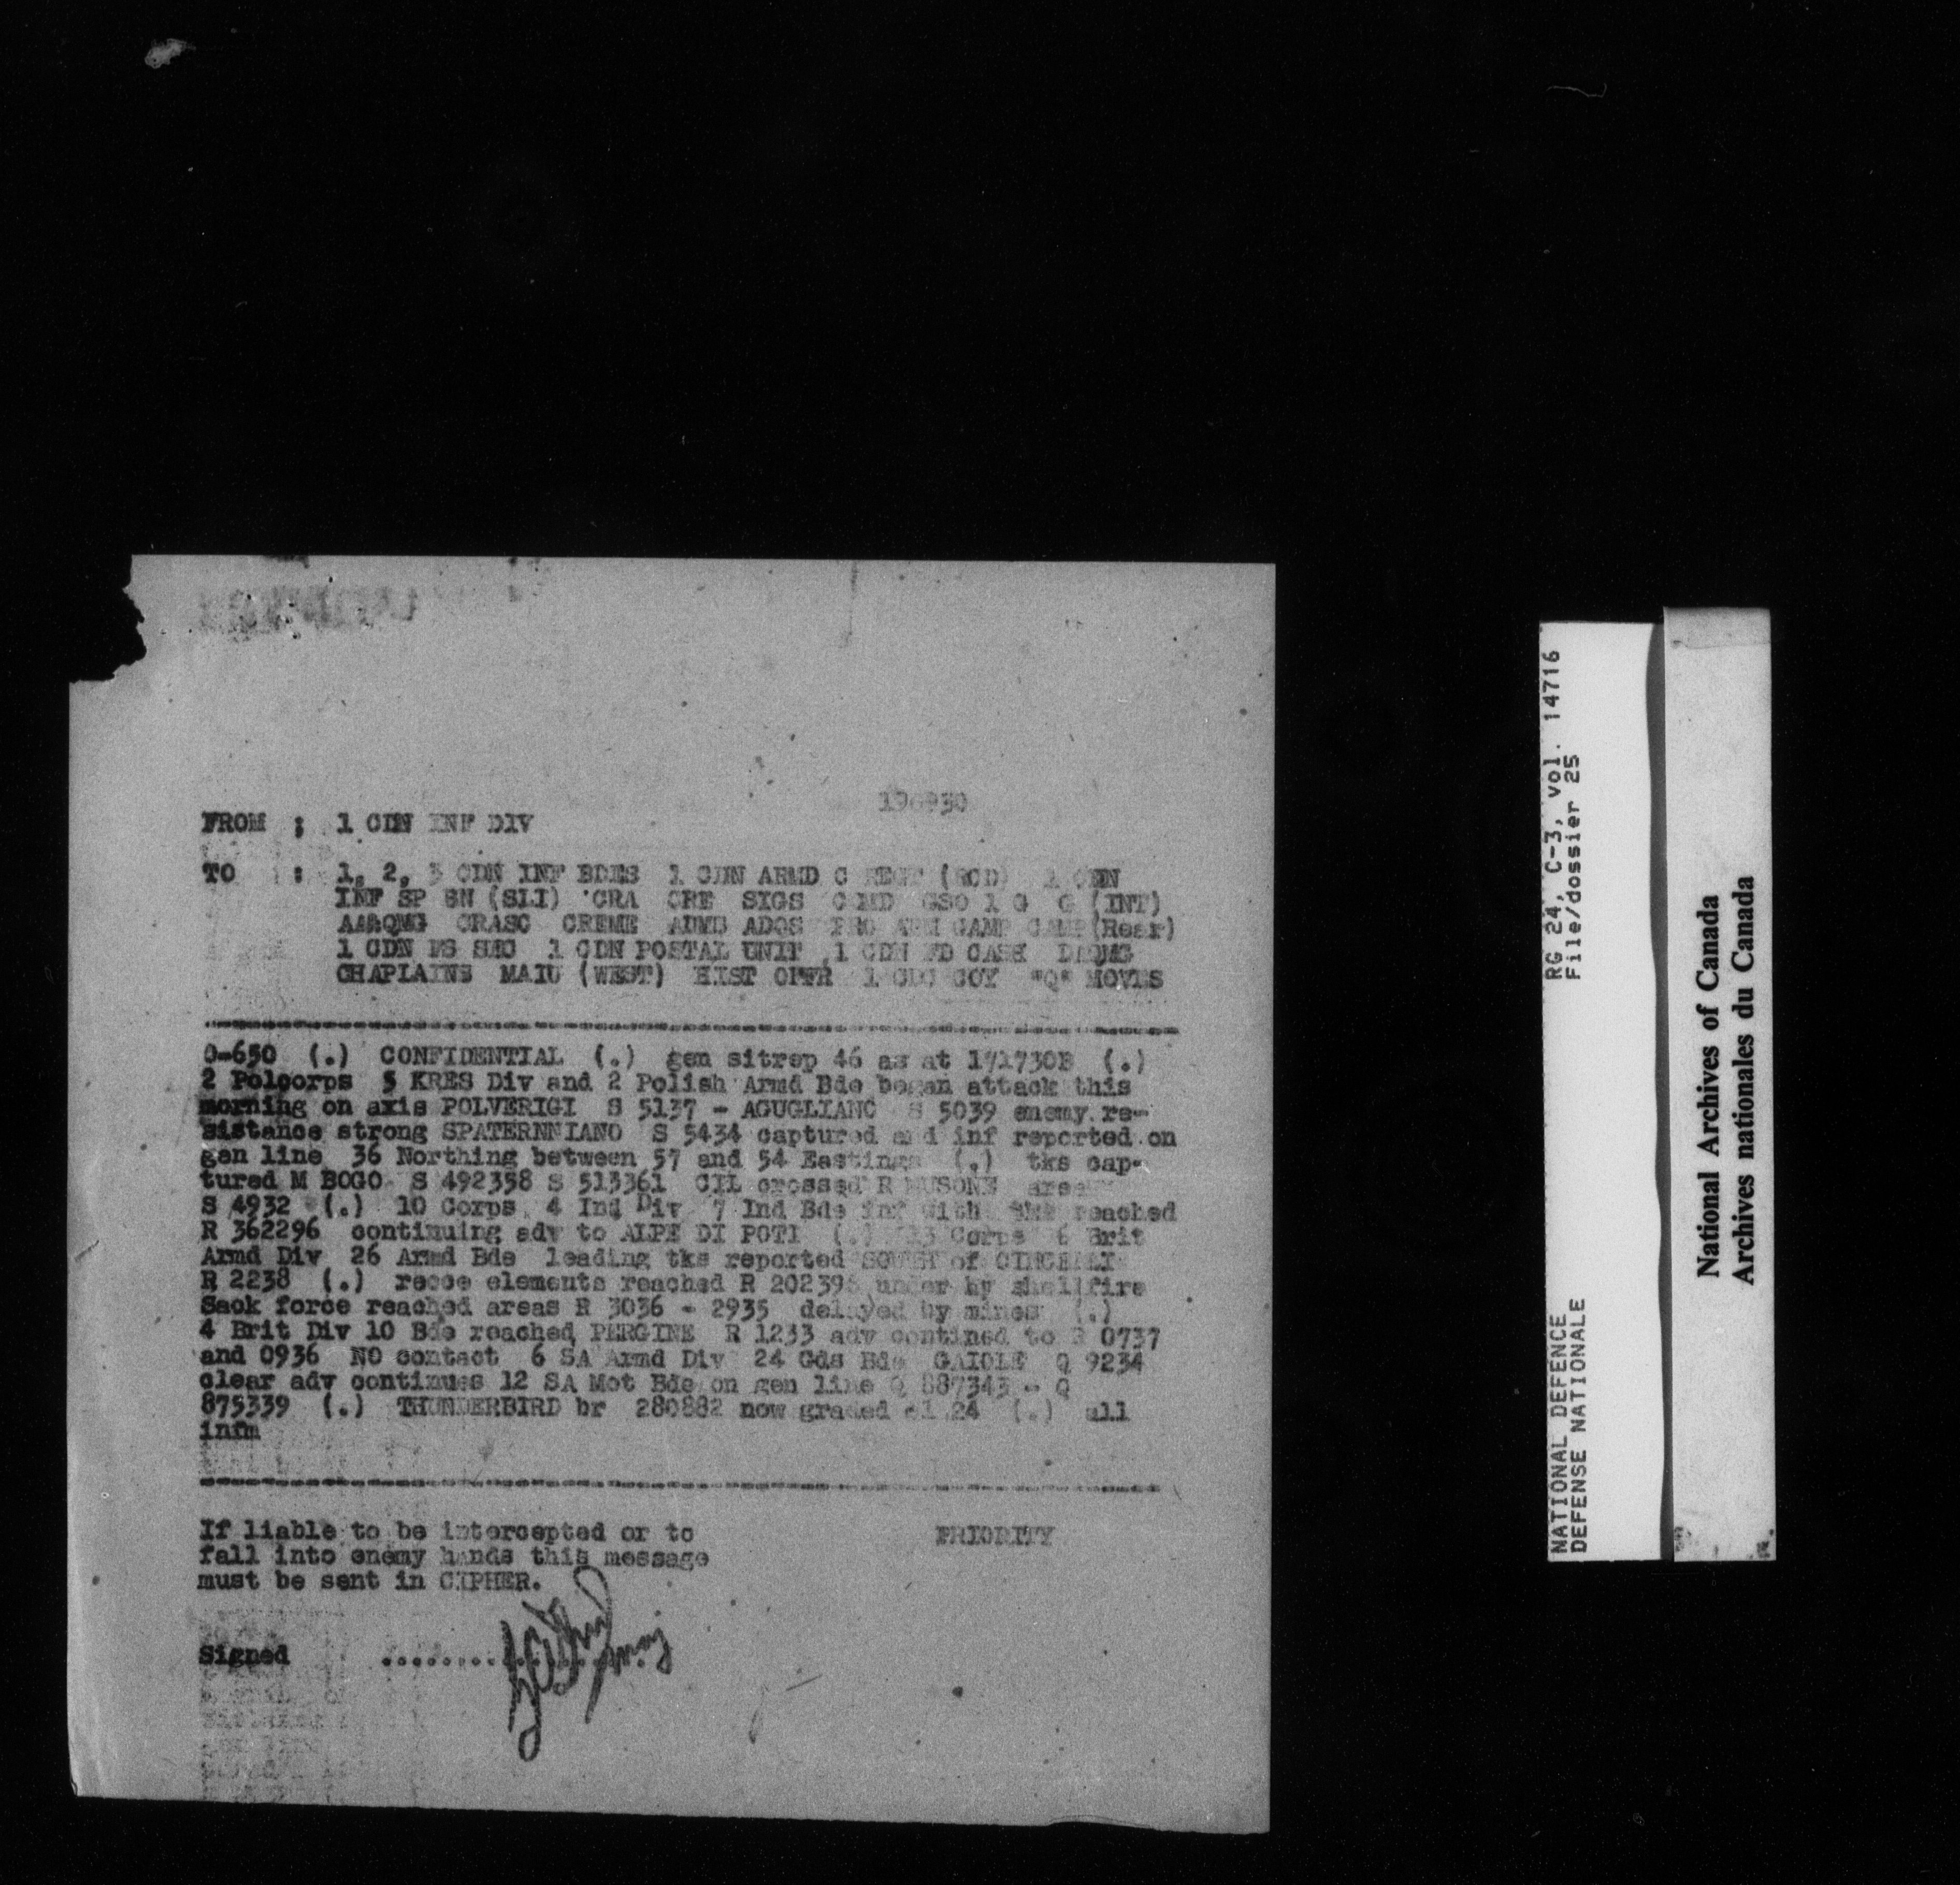 FROM ; 1 CDN INF DIV
TO : 1, 2, 3 CDN INF BDES 1 CDN ARMD C REGT (RCD) 1 CDN
INF SP BN (SLI) CRA CRE SIGS GSO 1 G (INT)
AA&QMG CRASC CREME ADMS ADOS PRO APM CAMP CAMP (Rear)
1 CDN FS SEC 1 CDN POSTAL UNIT 1 CDN FD CASH DAQMG
CHAPLAINS MAIU (WEST) HIST OFFR 1 CDC COY "Q" MOVES
O-650 (.) CONFIDENTIAL (.) gen sitrep 46 as at 171730B (.)
2 Polcorps 5 KRES Div and 2 Polish Armd Bde began attack this
morning on axis POLVERIGI S 5137 - AGUGLIANO S 5039 enemy re-
sistance strong SPATERNNIANO S 5434 captured and inf reported on
gen line 36 Northing between 57 and 54 Eastings (.) tks cap-
tured M BOGO S 492358 S 513361 CIL crossed R MUSONE area
S 4932 (.) 10 Corps 4 Ind Div 7 Ind Bde inf with tks reached
R 362296 continuing adv to ALPE DI POTI (.) 13 Corps 6 Brit
Armd Div 26 Armd Bde leading tks reported of
R 2238 (.) recce elements reached R 202398 under hy shellfire
Sack force reached areas R 3036 - 2935 delayed by mines (.)
4 Brit Div 10 Bde reached PERGINE R 1233 adv contined to R 0737
and 0936 NO contact 6 SA Armd Div 24 Gds Bde GAIOLE Q 9234
clear adv continues 12 SA Mot Bde on gen line Q 887343 - Q
875339 (.) THUNDERBIRD br 280882 now graded cl 24 (.) all
infm
If liable to be intercepted or to
fall into enemy hands this message
must be sent in CIPHER.
PRIORITY
Signed ..............
RG 24, C-3, vol. 14716
File/dossier 25
NATIONAL DEFENCE
DEFENSE NATIONALE
National Archives of Canada
Archives nationales du Canada